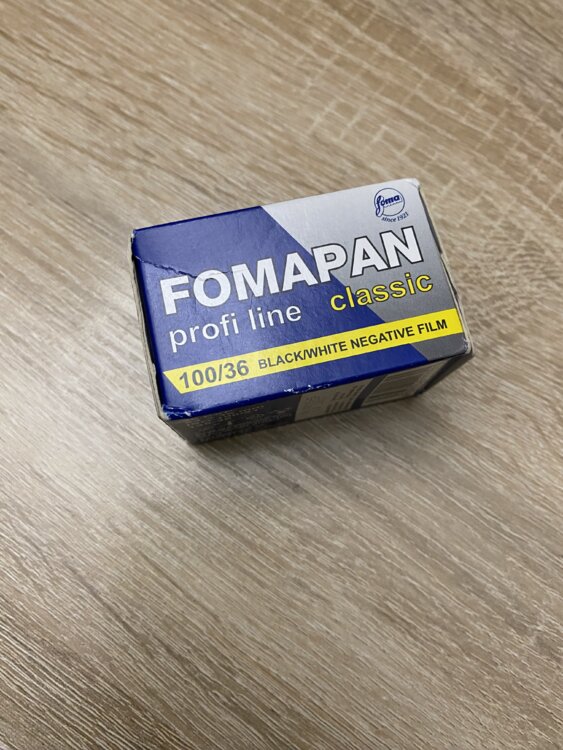 foma
since 1921
FOMAPAN
profi line classic
100/36 BLACK/WHITE NEGATIVE FILM